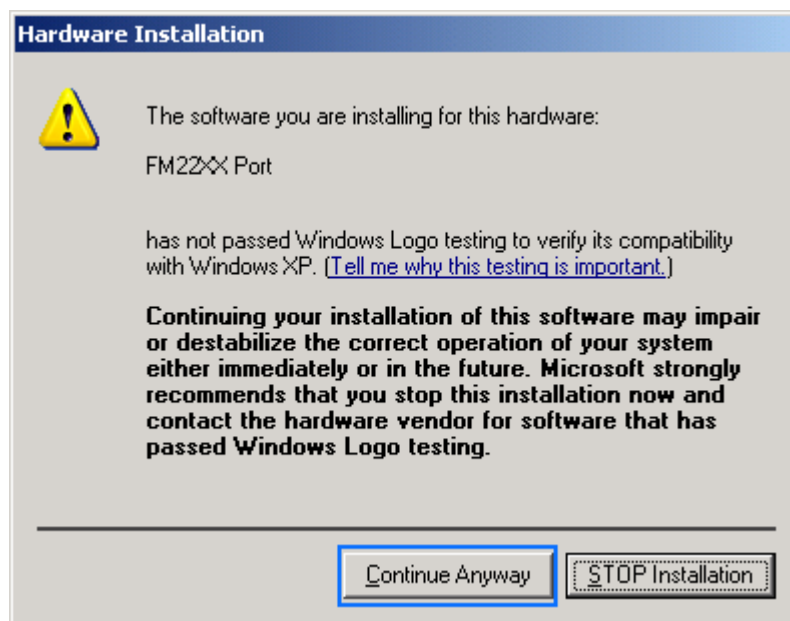 Hardware Installation
The software you are installing for this hardware:
FM22XX Port
has not passed Windows Logo testing to verify its compatibility
with Windows XP. (Tell me why this testing is important.)
Continuing your installation of this software may impair
or destabilize the correct operation of your system
either immediately or in the future. Microsoft strongly
recommends that you stop this installation now and
contact the hardware vendor for software that has
passed Windows Logo testing.
Continue Anyway
STOP Installation